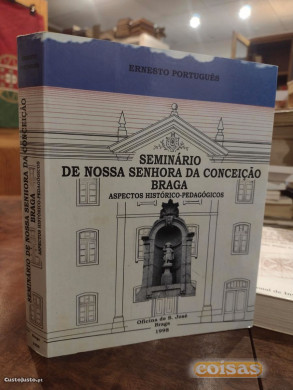 ERNESTO PORTUGUÊS
SEMINÁRIO
DE NOSSA SENHORA DA CONCEIÇÃO
BRAGA
ASPECTOS HISTÓRICO-PEDAGÓGICOS
Oficina de S. José
Braga
1998
SEMINÁRIO DE NOSSA SENHORA DA CONCEIÇÃO
BRAGA
ASPECTOS HISTÓRICO-PEDAGÓGICOS
CustoJusto.pt
coisas